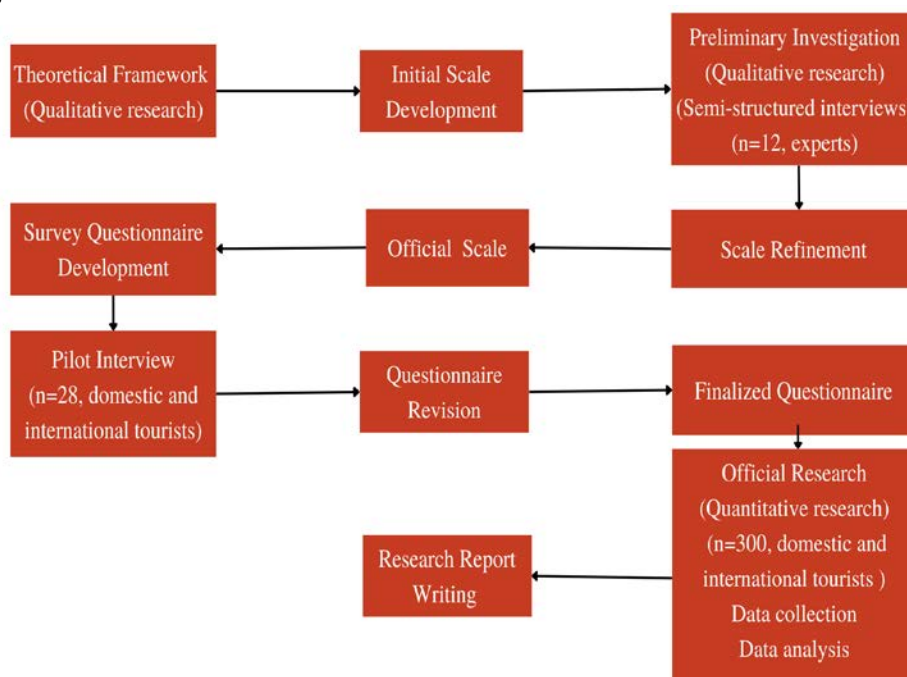 Theoretical Framework
(Qualitative research)
Initial Scale
Development
Preliminary Investigation
(Qualitative research)
(Semi-structured interviews
(n=12, experts)
Scale Refinement
Official Scale
Survey Questionnaire
Development
Pilot Interview
(n=28, domestic and
international tourists)
Questionnaire
Revision
Finalized Questionnaire
Official Research
(Quantitative research)
(n=300, domestic and
international tourists )
Data collection
Data analysis
Research Report
Writing